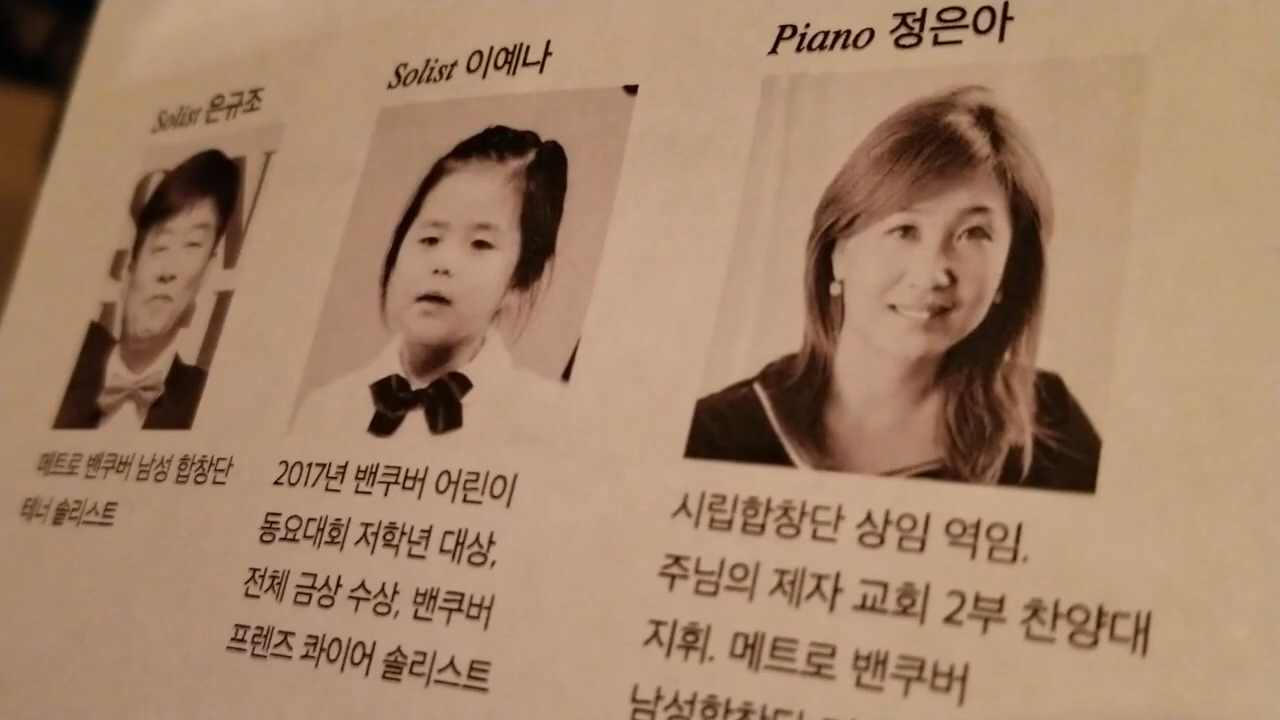 Solist 은규조
메트로 밴쿠버 남성 합창단
테너 솔리스트
Solist 이예나
2017년 밴쿠버 어린이
동요대회 저학년 대상,
전체 금상 수상, 밴쿠버
프렌즈 콰이어 솔리스트
Piano 정은아
시립합창단 상임 역임.
주님의 제자 교회 2부 찬양대
지휘. 메트로 밴쿠버
남성합창단